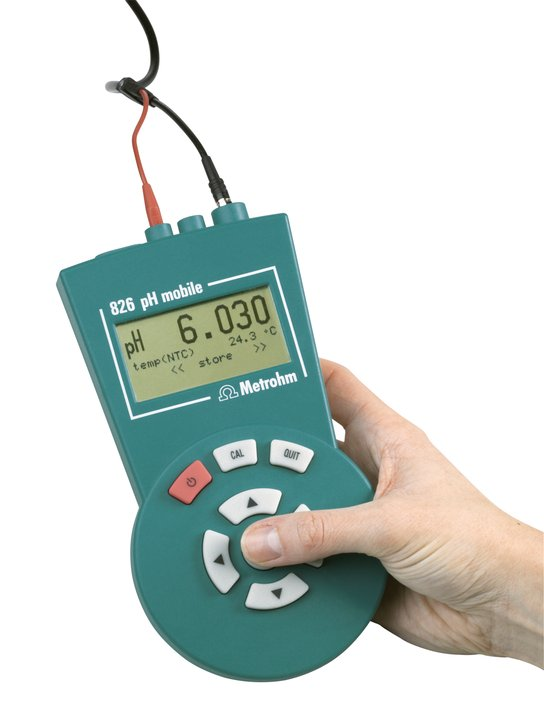 826 pH mobile
pH 6.030
temp(NTC) 24.3 °C
<< store >>
Ω Metrohm
CAL
QUIT